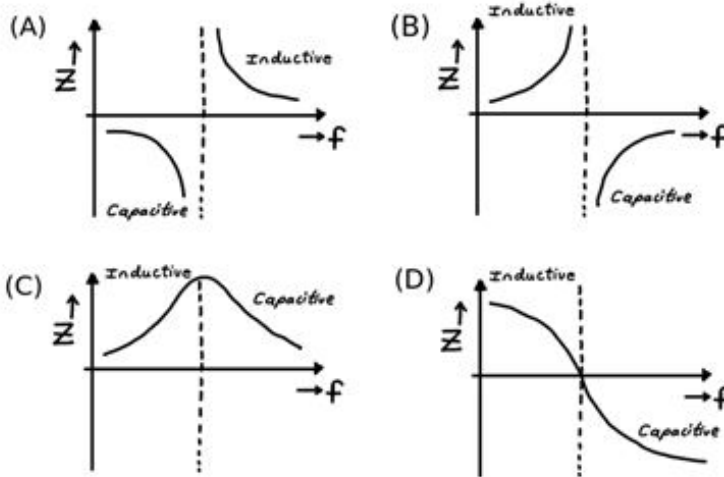 (A)
Z→
Inductive
→f
Capacitive
(B)
Inductive
Z→
→f
Capacitive
(C)
Inductive
Capacitive
Z→
→f
(D)
Inductive
Z→
→f
Capacitive